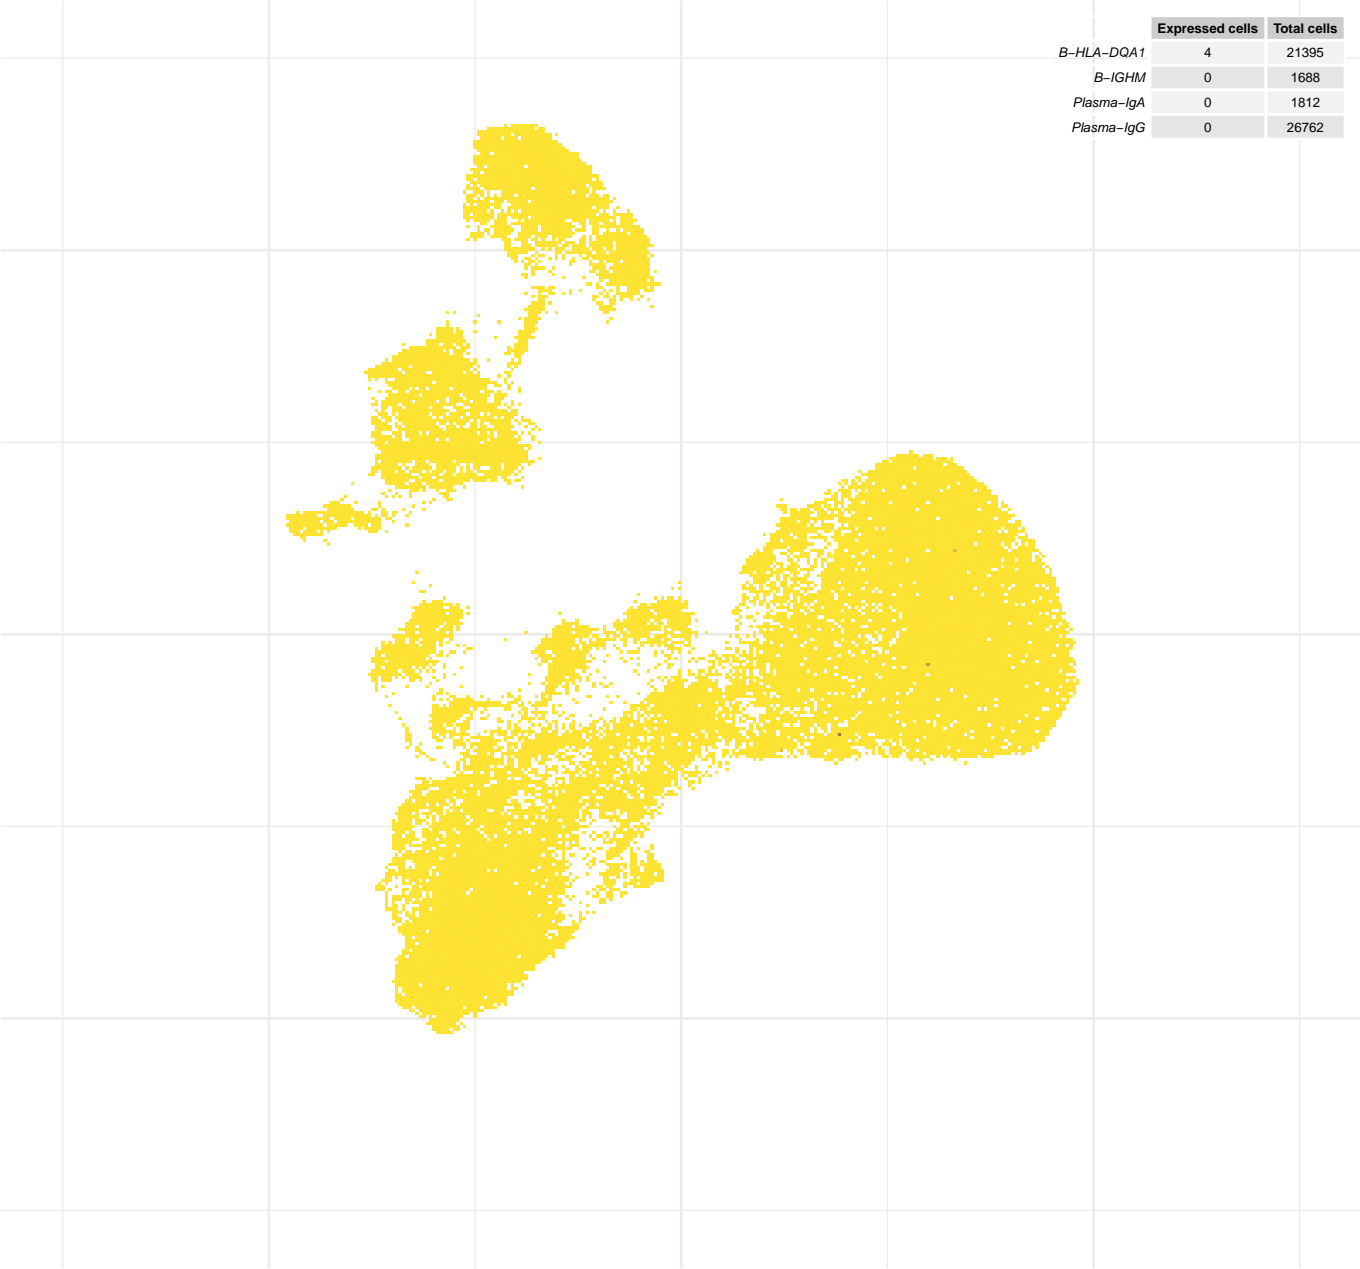 Expressed cells Total cells
B−HLA−DQA1 4 21395
B−IGHM 0 1688
Plasma−IgA 0 1812
Plasma−IgG 0 26762